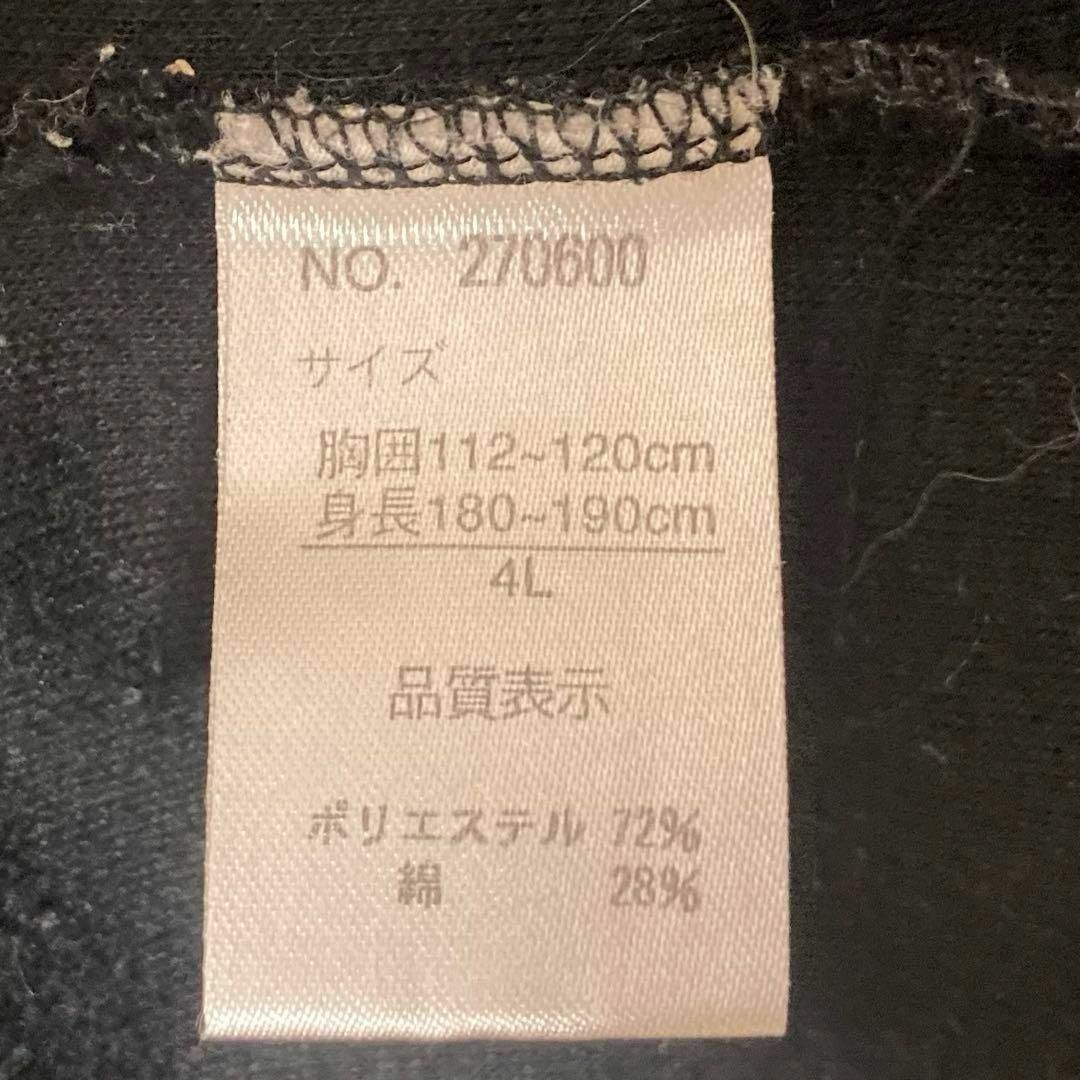 NO. 270600
サイズ
胸囲112~120cm
身長180~190cm
4L
品質表示
ポリエステル 72%
綿 28%